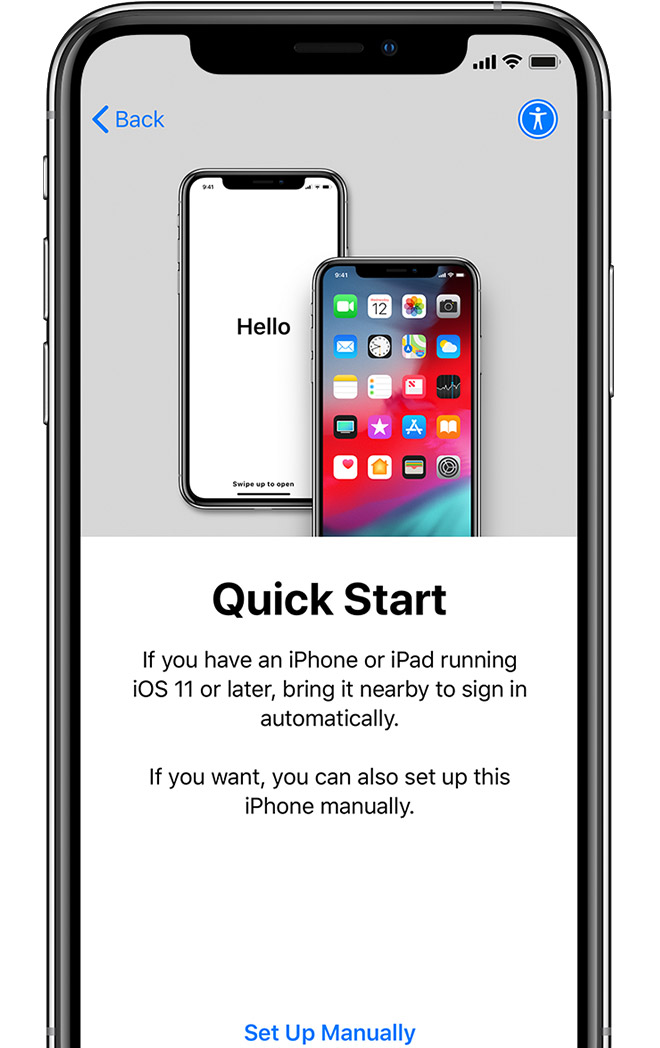 Back
9:41
Hello
Swipe up to open
9:41
Wednesday
12
Quick Start
If you have an iPhone or iPad running
iOS 11 or later, bring it nearby to sign in
automatically.
If you want, you can also set up this
iPhone manually.
Set Up Manually